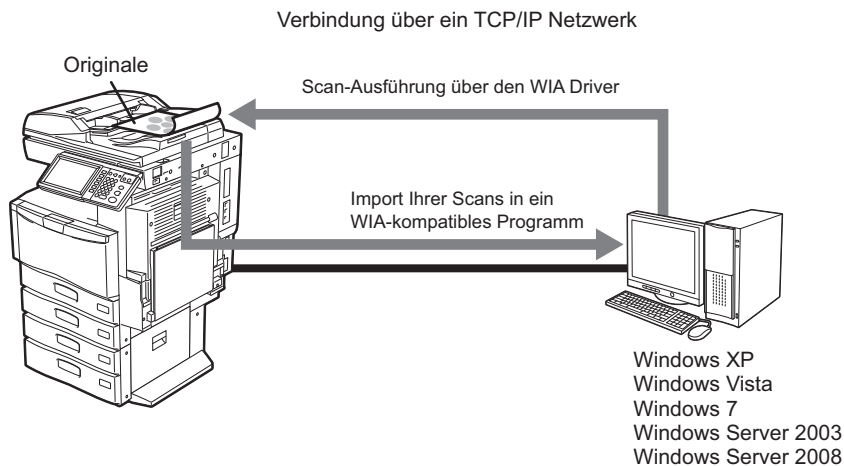 Verbindung über ein TCP/IP Netzwerk
Originale
Scan-Ausführung über den WIA Driver
Import Ihrer Scans in ein
WIA-kompatibles Programm
Windows XP
Windows Vista
Windows 7
Windows Server 2003
Windows Server 2008